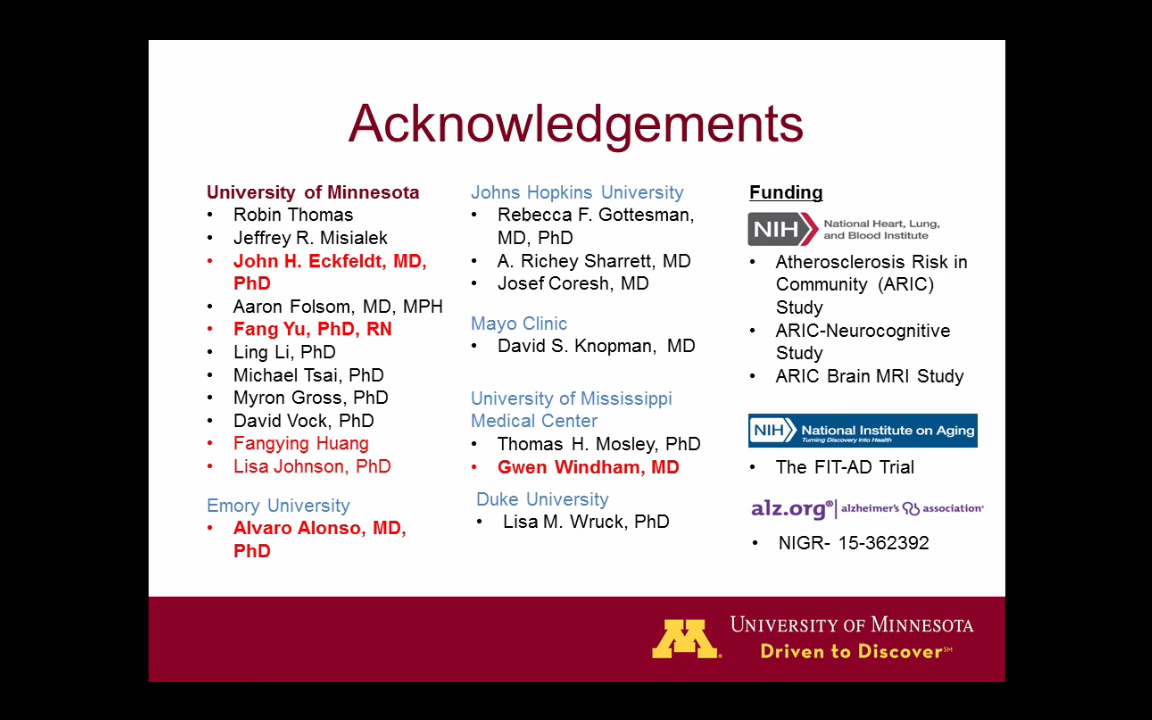 Acknowledgements
University of Minnesota
• Robin Thomas
• Jeffrey R. Misialek
• John H. Eckfeldt, MD,
PhD
• Aaron Folsom, MD, MPH
• Fang Yu, PhD, RN
• Ling Li, PhD
• Michael Tsai, PhD
• Myron Gross, PhD
• David Vock, PhD
• Fangying Huang
• Lisa Johnson, PhD
Emory University
• Alvaro Alonso, MD,
PhD
Johns Hopkins University
• Rebecca F. Gottesman,
MD, PhD
• A. Richey Sharrett, MD
• Josef Coresh, MD
Mayo Clinic
• David S. Knopman, MD
University of Mississippi
Medical Center
• Thomas H. Mosley, PhD
• Gwen Windham, MD
Duke University
• Lisa M. Wruck, PhD
Funding
NIH National Heart, Lung,
and Blood Institute
• Atherosclerosis Risk in
Community (ARIC)
Study
• ARIC-Neurocognitive
Study
• ARIC Brain MRI Study
NIH National Institute on Aging
Turning Discovery Into Health
• The FIT-AD Trial
alz.org® | alzheimer's association®
• NIGR- 15-362392
M
UNIVERSITY OF MINNESOTA
Driven to Discover℠